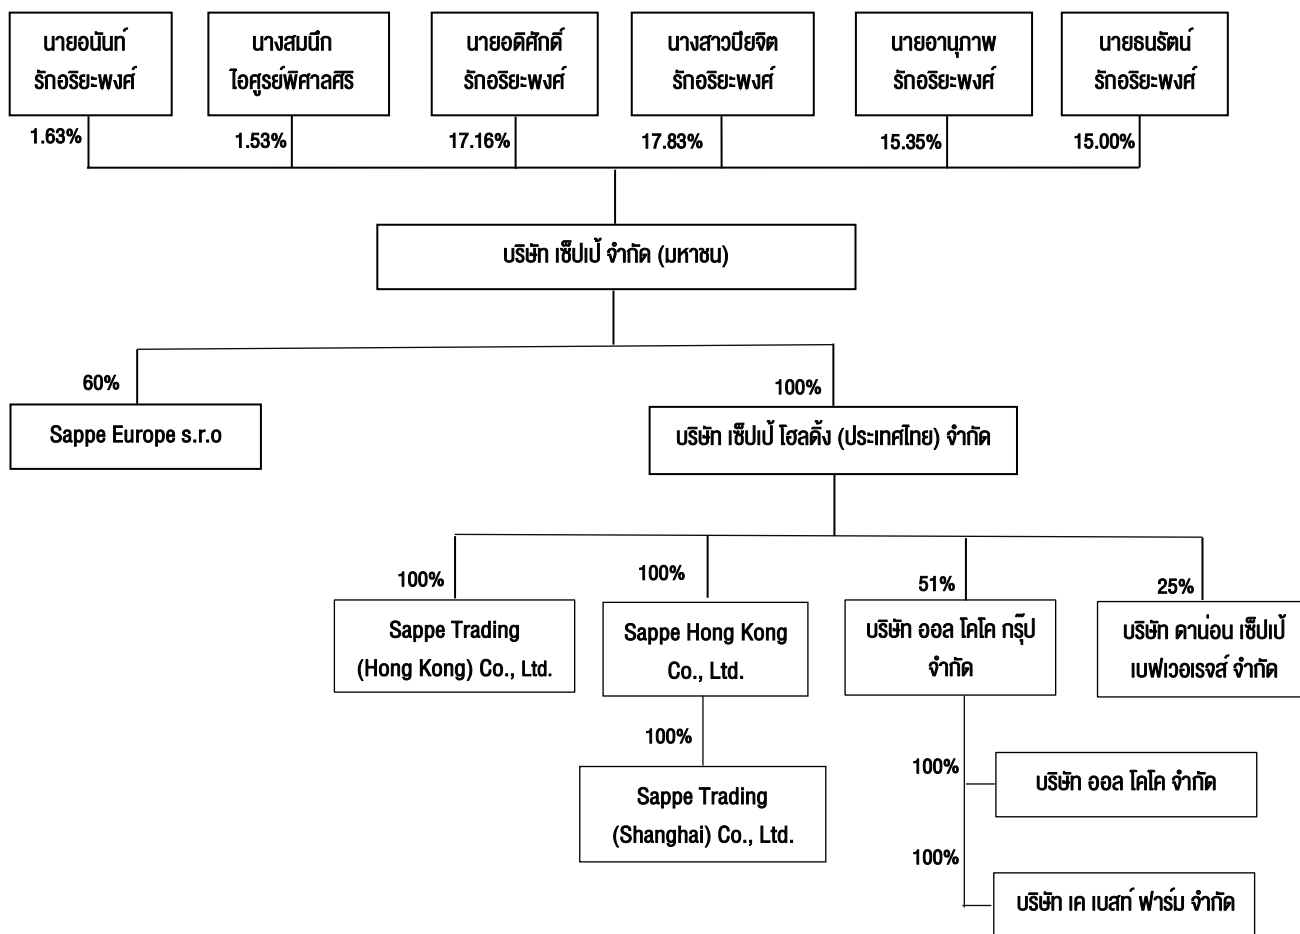 นายอนันท์
รักอริยะพงศ์
นางสมนึก
ไอศูรย์พิศาลศิริ
นายอดิศักดิ์
รักอริยะพงศ์
นางสาวปิยจิต
รักอริยะพงศ์
นายอานุภาพ
รักอริยะพงศ์
นายธนรัตน์
รักอริยะพงศ์
1.63%
1.53%
17.16%
17.83%
15.35%
15.00%
บริษัท เซ็ปเป้ จำกัด (มหาชน)
60%
100%
Sappe Europe s.r.o
บริษัท เซ็ปเป้ โฮลดิ้ง (ประเทศไทย) จำกัด
100%
100%
51%
25%
Sappe Trading
(Hong Kong) Co., Ltd.
Sappe Hong Kong
Co., Ltd.
บริษัท ออล โคโค กรุ๊ป
จำกัด
บริษัท ดาน่อน เซ็ปเป้
เบฟเวอเรจส์ จำกัด
100%
Sappe Trading
(Shanghai) Co., Ltd.
100%
บริษัท ออล โคโค จำกัด
100%
บริษัท เค เบสท์ ฟาร์ม จำกัด